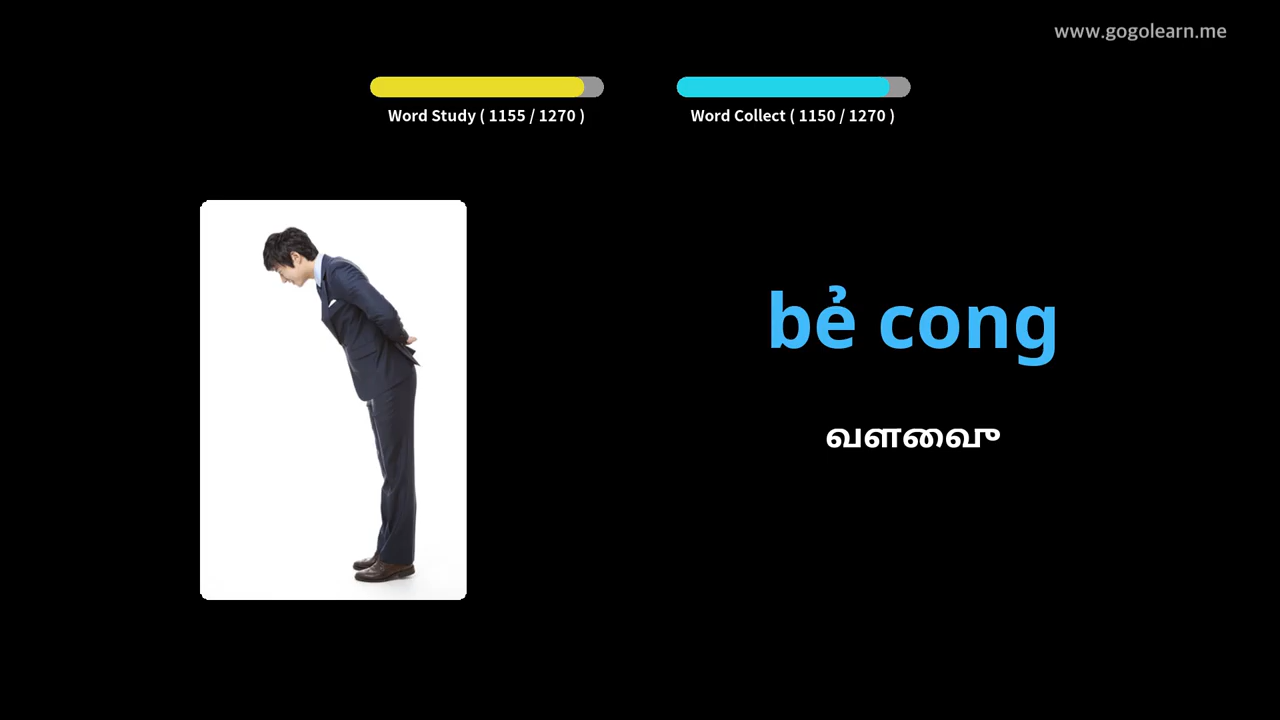 www.gogolearn.me
Word Study ( 1155 / 1270 )
Word Collect ( 1150 / 1270 )
bẻ cong
வளைவு